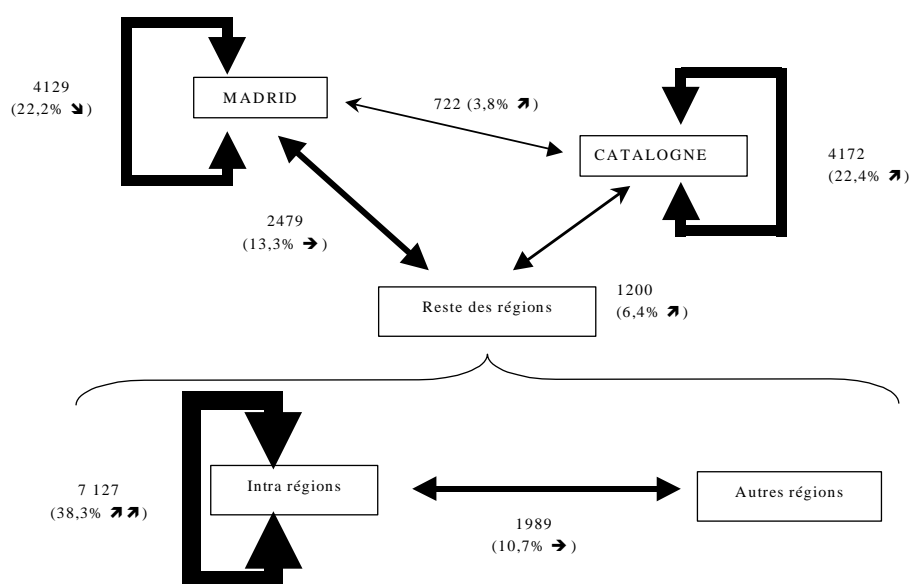 4129
(22,2% ↘)
MADRID
722 (3,8% ↗)
CATALOGNE
4172
(22,4% ↗)
2479
(13,3% →)
Reste des régions
1200
(6,4% ↗)
7 127
(38,3% ↗↗)
Intra régions
1989
(10,7% →)
Autres régions